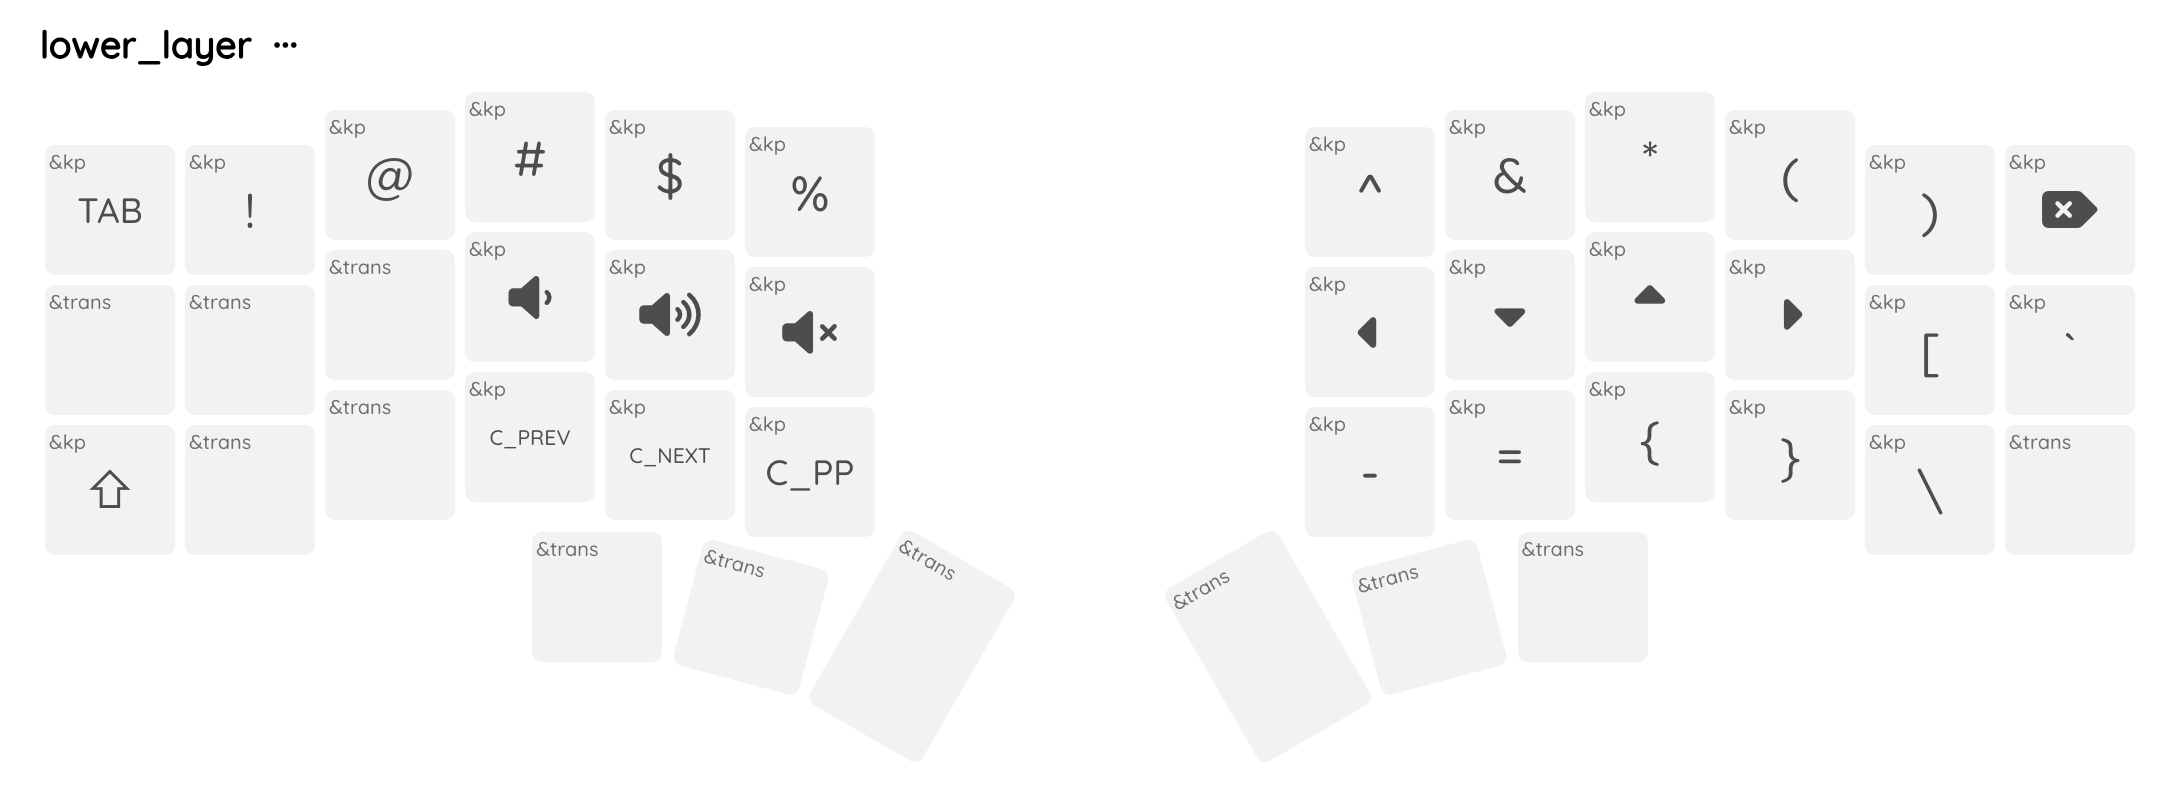 lower_layer ...
&kp &kp &kp &kp &kp &kp &kp &kp &kp &kp &kp &kp
TAB ! @ # $ % ^ & * ( )
&trans &trans &trans &kp &kp &kp &kp &kp &kp &kp &kp &kp
[ `
&kp &trans &trans &kp &kp &kp &kp &kp &kp &kp &kp &trans
C_PREV C_NEXT C_PP - = { } \
&trans &trans &trans &trans &trans &trans